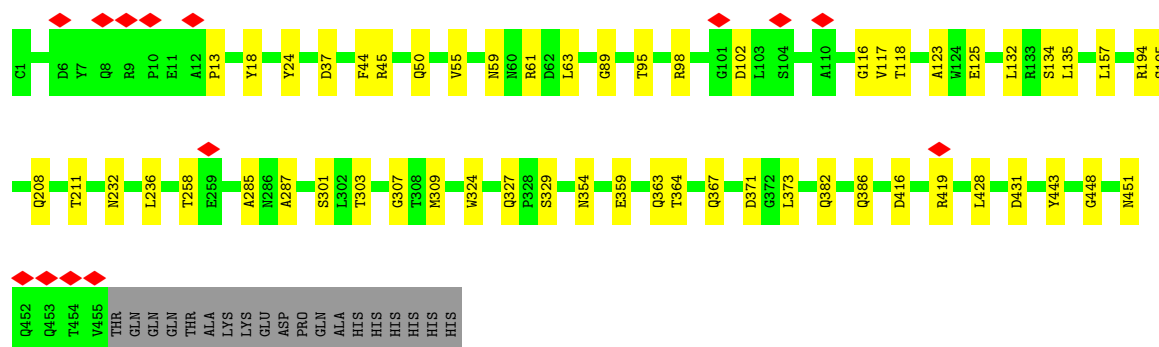 C1 D6 Y7 Q8 R9 P10 E11 A12 P13 Y18 Y24 D37 F44 R45 Q50 V55 N59 N60 R61 D62 L63 G89 T95 R98 G101 D102 L103 S104 A110 G116 V117 T118 A123 W124 E125 L132 R133 S134 L135 L157 R194
Q208 T211 N232 L236 T258 E259 A285 N286 A287 S301 L302 T303 G307 T308 M309 W324 Q327 P328 S329 N354 E359 Q363 T364 Q367 D371 G372 L373 Q382 Q386 D416 R419 L428 D431 Y443 G448 N451
Q452 Q453 T454 V455 THR GLN GLN GLN THR ALA LYS LYS GLU ASP PRO GLN ALA HIS HIS HIS HIS HIS HIS